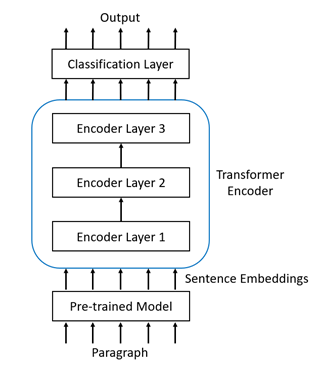 Output
Classification Layer
Encoder Layer 3
Encoder Layer 2
Transformer
Encoder
Encoder Layer 1
Sentence Embeddings
Pre-trained Model
Paragraph